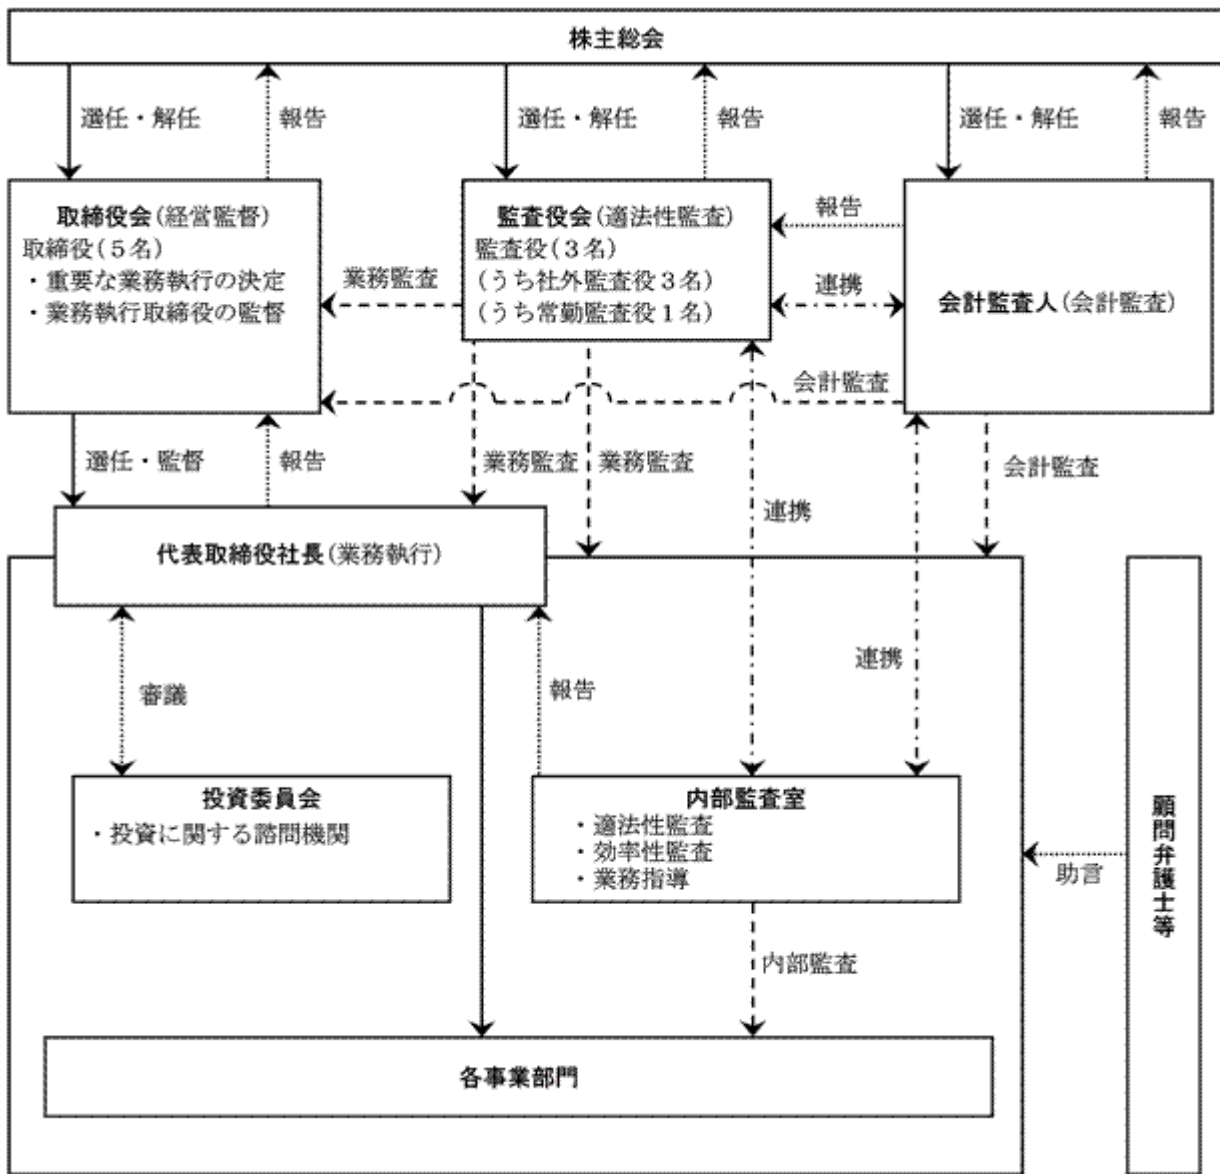 株主総会
選任・解任
報告
選任・解任
報告
選任・解任
報告
取締役会(経営監督)
取締役(5名)
・重要な業務執行の決定
・業務執行取締役の監督
業務監査
監査役会(適法性監査)
監査役(3名)
(うち社外監査役3名)
(うち常勤監査役1名)
報告
連携
会計監査人(会計監査)
会計監査
選任・監督
報告
業務監査
業務監査
連携
会計監査
代表取締役社長(業務執行)
審議
報告
連携
投資委員会
・投資に関する諮問機関
内部監査室
・適法性監査
・効率性監査
・業務指導
助言
顧問弁護士等
内部監査
各事業部門